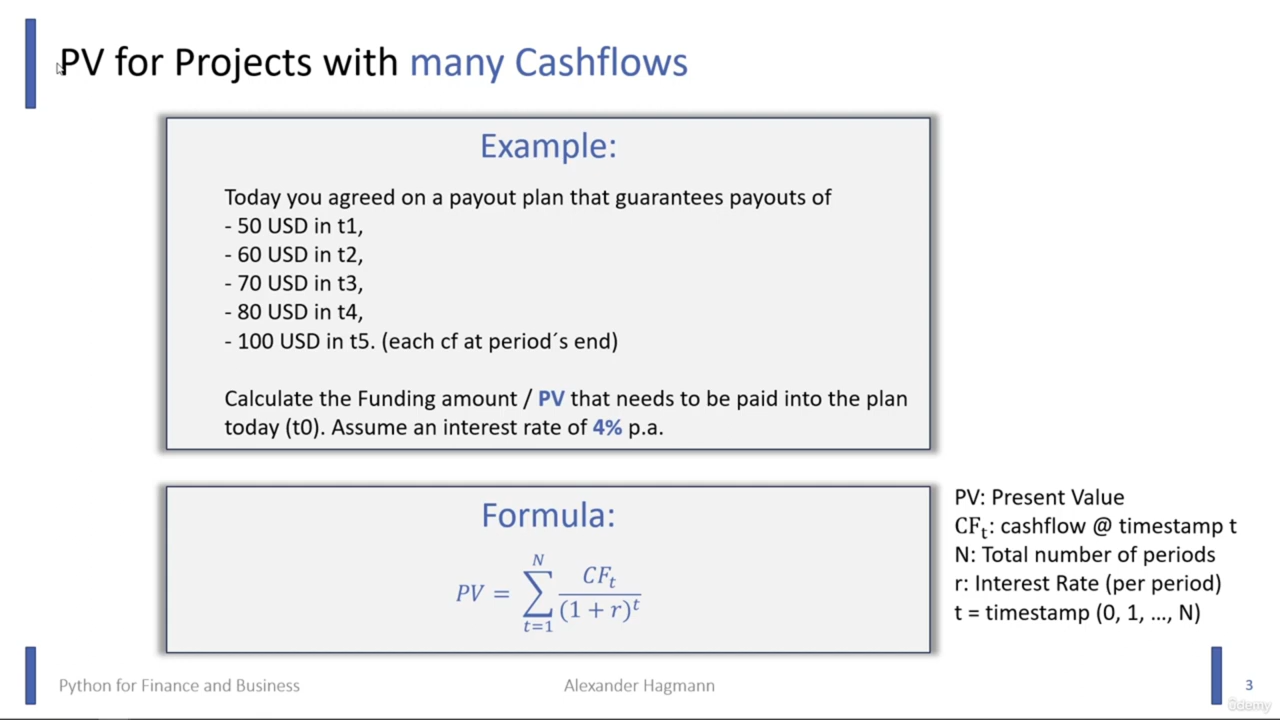 PV for Projects with many Cashflows
Example:
Today you agreed on a payout plan that guarantees payouts of
- 50 USD in t1,
- 60 USD in t2,
- 70 USD in t3,
- 80 USD in t4,
- 100 USD in t5. (each cf at period´s end)
Calculate the Funding amount / PV that needs to be paid into the plan
today (t0). Assume an interest rate of 4% p.a.
Formula:
PV = ∑_{t=1}^{N} CF_t / (1 + r)^t
PV: Present Value
CF_t: cashflow @ timestamp t
N: Total number of periods
r: Interest Rate (per period)
t = timestamp (0, 1, …, N)
Python for Finance and Business
Alexander Hagmann
3
ûdemy